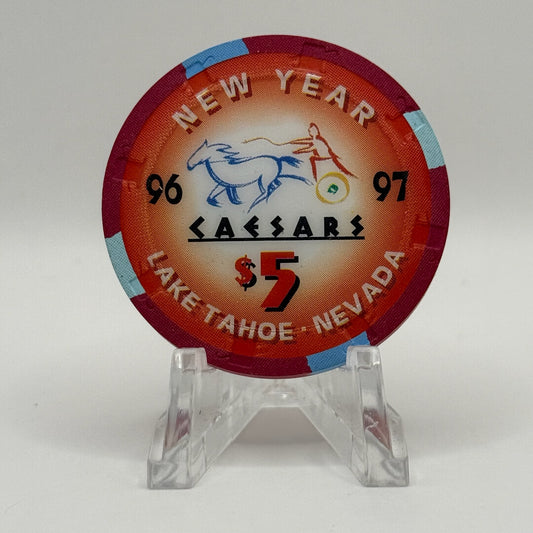 NEW YEAR
96 97
CAESARS
$5
LAKE TAHOE · NEVADA